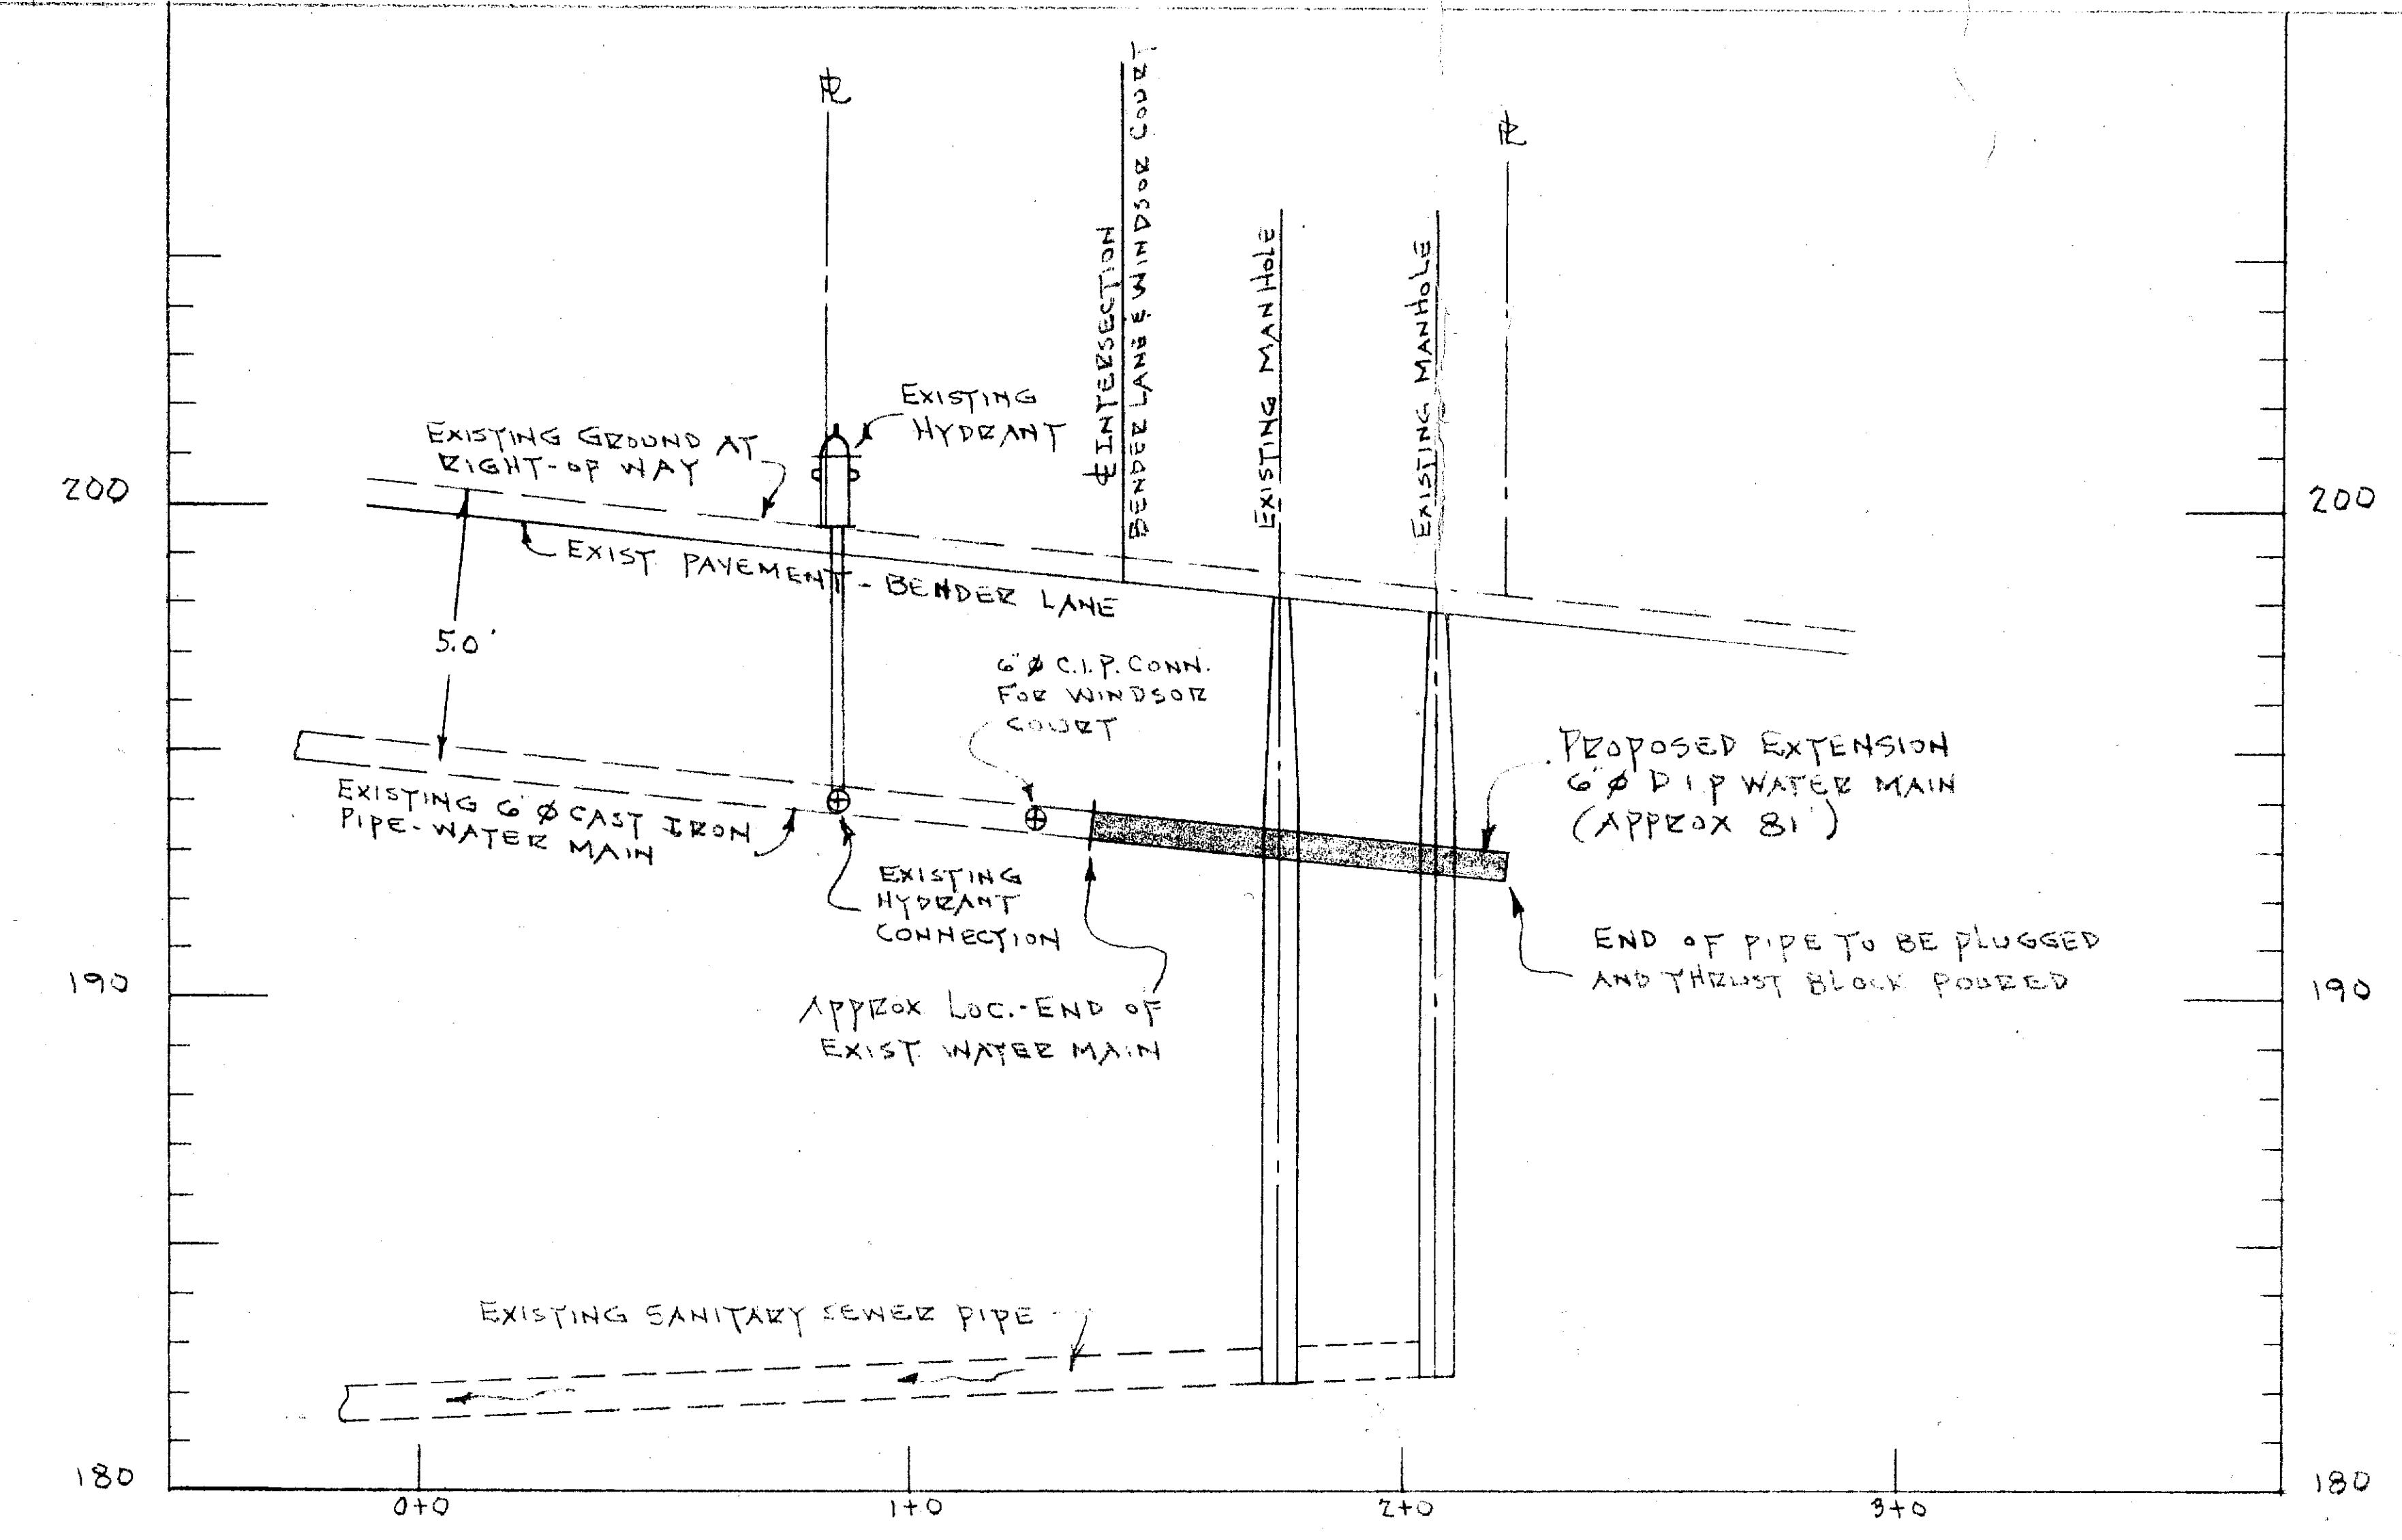 PL
PL
℄ INTERSECTION
BENDER LANE & WINDSOR COURT
EXISTING MANHOLE
EXISTING MANHOLE
EXISTING
HYDRANT
EXISTING GROUND AT
RIGHT-OF WAY
200
200
EXIST. PAVEMENT - BENDER LANE
5.0'
6"Ø C.I.P. CONN.
FOR WINDSOR
COURT
PROPOSED EXTENSION
6"Ø D I P WATER MAIN
(APPROX 81')
EXISTING 6"Ø CAST IRON
PIPE-WATER MAIN
EXISTING
HYDRANT
CONNECTION
END OF PIPE TO BE PLUGGED
AND THRUST BLOCK POURED
190
190
APPROX LOC.-END OF
EXIST. WATER MAIN
EXISTING SANITARY SEWER PIPE
180
180
0+0
1+0
2+0
3+0